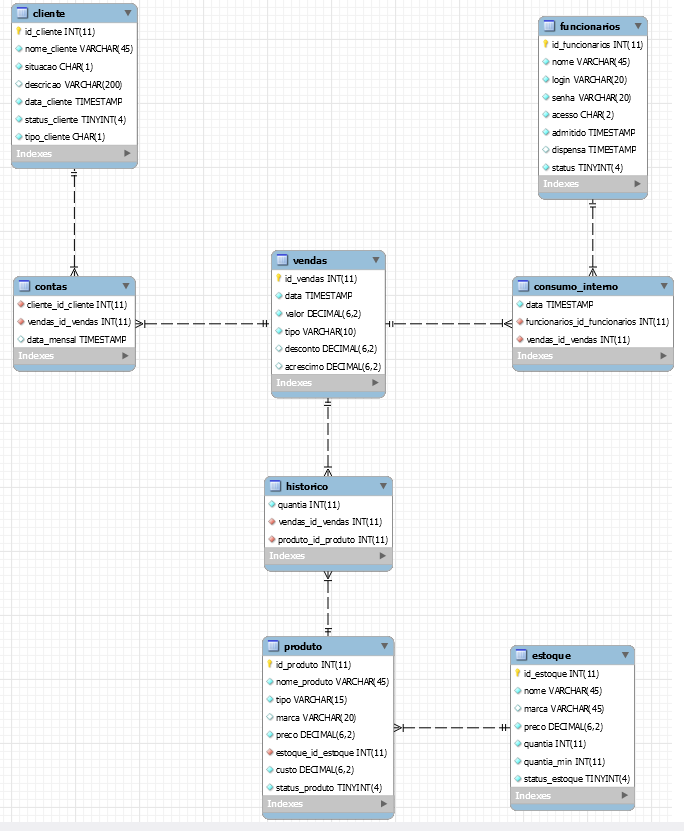 cliente
id_cliente INT(11)
nome_cliente VARCHAR(45)
situacao CHAR(1)
descricao VARCHAR(200)
data_cliente TIMESTAMP
status_cliente TINYINT(4)
tipo_cliente CHAR(1)
Indexes
funcionarios
id_funcionarios INT(11)
nome VARCHAR(45)
login VARCHAR(20)
senha VARCHAR(20)
acesso CHAR(2)
admitido TIMESTAMP
dispensa TIMESTAMP
status TINYINT(4)
Indexes
contas
cliente_id_cliente INT(11)
vendas_id_vendas INT(11)
data_mensal TIMESTAMP
Indexes
vendas
id_vendas INT(11)
data TIMESTAMP
valor DECIMAL(6,2)
tipo VARCHAR(10)
desconto DECIMAL(6,2)
acrescimo DECIMAL(6,2)
Indexes
consumo_interno
data TIMESTAMP
funcionarios_id_funcionarios INT(11)
vendas_id_vendas INT(11)
Indexes
historico
quantia INT(11)
vendas_id_vendas INT(11)
produto_id_produto INT(11)
Indexes
produto
id_produto INT(11)
nome_produto VARCHAR(45)
tipo VARCHAR(15)
marca VARCHAR(20)
preco DECIMAL(6,2)
estoque_id_estoque INT(11)
custo DECIMAL(6,2)
status_produto TINYINT(4)
Indexes
estoque
id_estoque INT(11)
nome VARCHAR(45)
marca VARCHAR(45)
preco DECIMAL(6,2)
quantia INT(11)
quantia_min INT(11)
status_estoque TINYINT(4)
Indexes